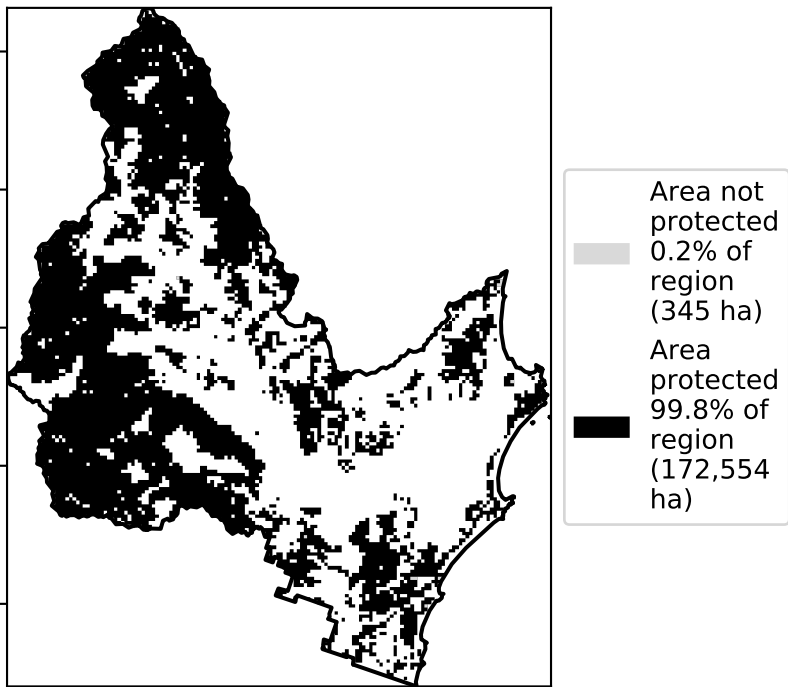 Area not
protected
0.2% of
region
(345 ha)
Area
protected
99.8% of
region
(172,554
ha)